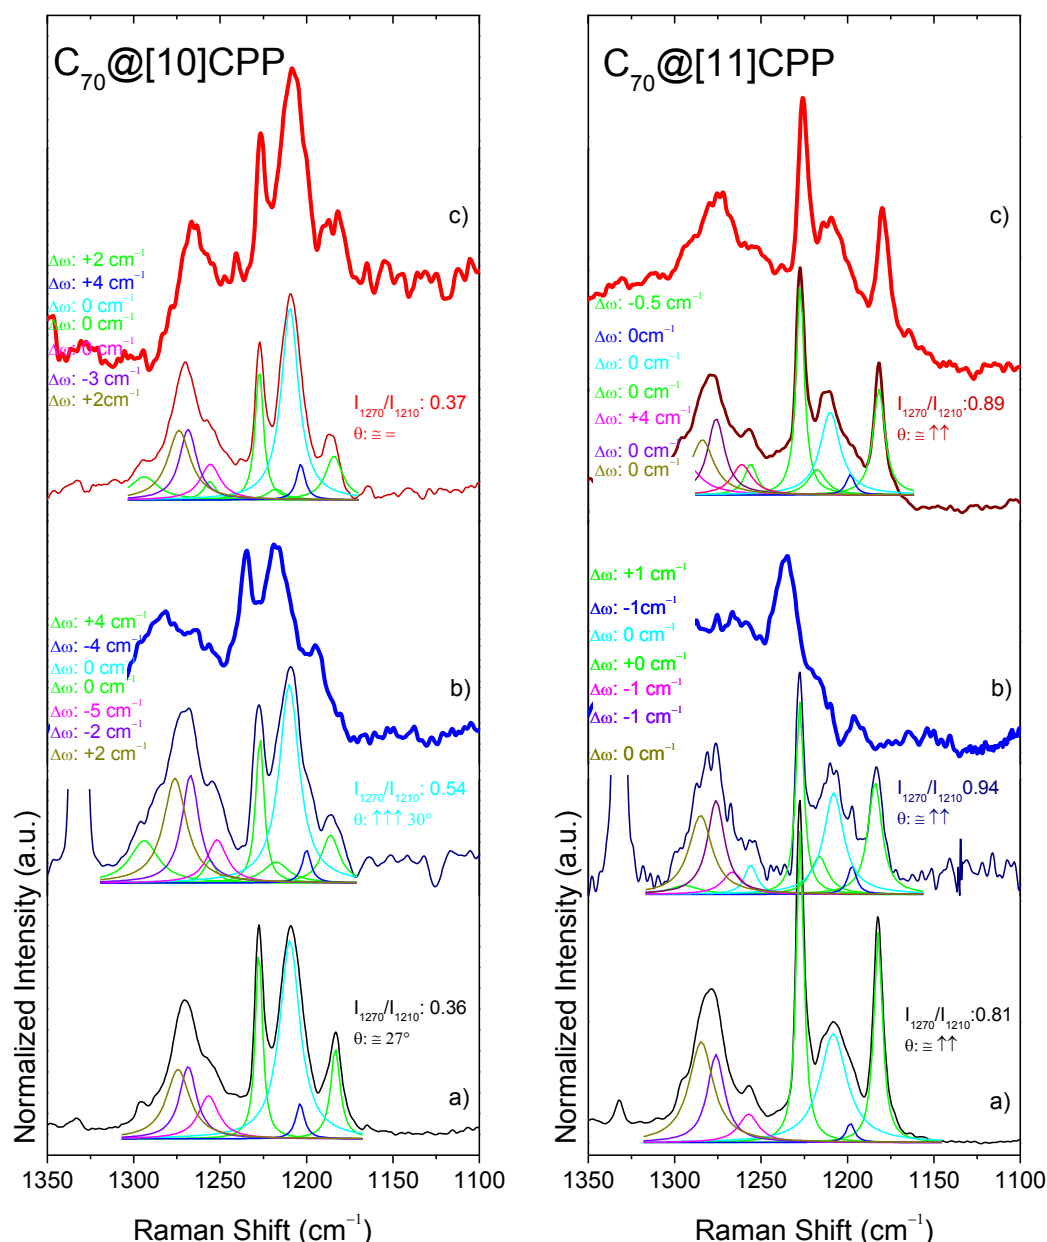 C₇₀@[10]CPP
c)
Δω: +2 cm⁻¹
Δω: +4 cm⁻¹
Δω: 0 cm⁻¹
Δω: 0 cm⁻¹
Δω: 0 cm⁻¹
Δω: -3 cm⁻¹
Δω: +2cm⁻¹
I₁₂₇₀/I₁₂₁₀: 0.37
θ: ≅ =
Δω: +4 cm⁻¹
Δω: -4 cm⁻¹
Δω: 0 cm⁻¹
Δω: 0 cm⁻¹
Δω: -5 cm⁻¹
Δω: -2 cm⁻¹
Δω: +2 cm⁻¹
b)
I₁₂₇₀/I₁₂₁₀: 0.54
θ: ↑↑↑ 30°
I₁₂₇₀/I₁₂₁₀: 0.36
θ: ≅ 27°
a)
Normalized Intensity (a.u.)
1350 1300 1250 1200 1150 1100
Raman Shift (cm⁻¹)
C₇₀@[11]CPP
c)
Δω: -0.5 cm⁻¹
Δω: 0cm⁻¹
Δω: 0 cm⁻¹
Δω: 0 cm⁻¹
Δω: +4 cm⁻¹
Δω: 0 cm⁻¹
Δω: 0 cm⁻¹
I₁₂₇₀/I₁₂₁₀:0.89
θ: ≅ ↑↑
Δω: +1 cm⁻¹
Δω: -1cm⁻¹
Δω: 0 cm⁻¹
Δω: +0 cm⁻¹
Δω: -1 cm⁻¹
Δω: -1 cm⁻¹
Δω: 0 cm⁻¹
b)
I₁₂₇₀/I₁₂₁₀0.94
θ: ≅ ↑↑
I₁₂₇₀/I₁₂₁₀:0.81
θ: ≅ ↑↑
a)
Normalized Intensity (a.u.)
1350 1300 1250 1200 1150 1100
Raman Shift (cm⁻¹)